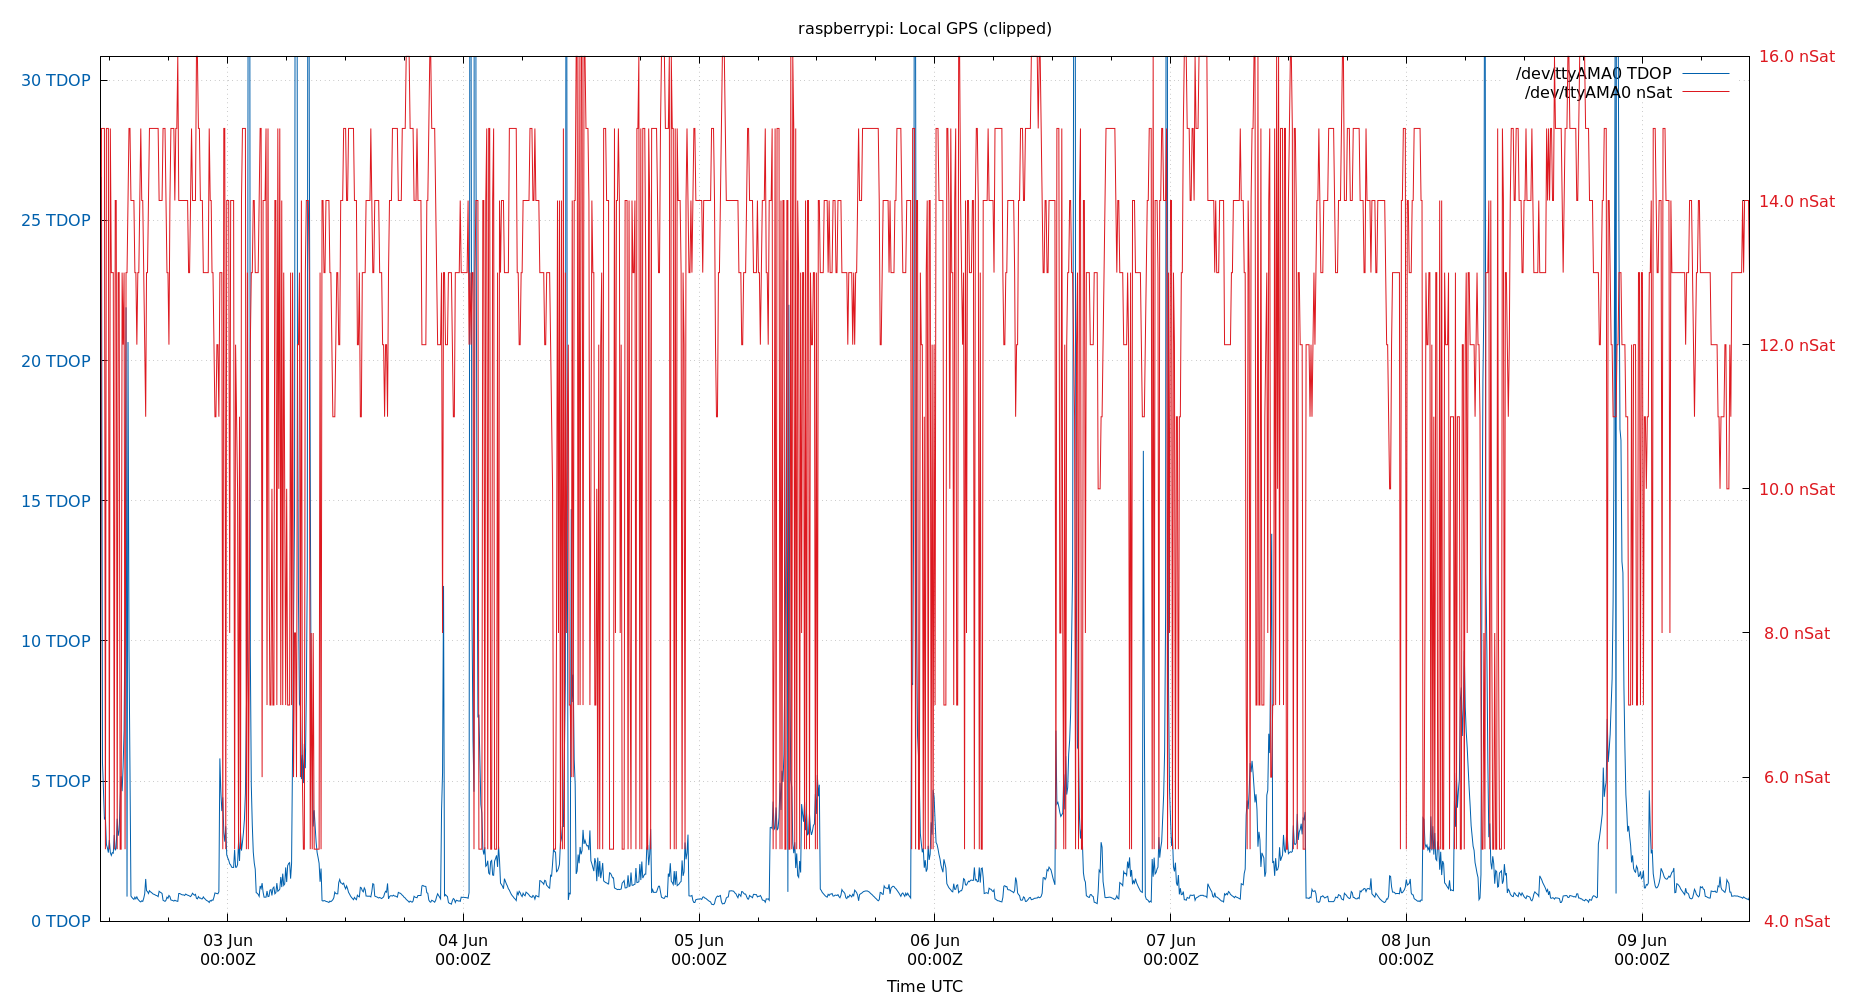 raspberrypi: Local GPS (clipped)
/dev/ttyAMA0 TDOP
/dev/ttyAMA0 nSat
30 TDOP
25 TDOP
20 TDOP
15 TDOP
10 TDOP
5 TDOP
0 TDOP
16.0 nSat
14.0 nSat
12.0 nSat
10.0 nSat
8.0 nSat
6.0 nSat
4.0 nSat
03 Jun
00:00Z
04 Jun
00:00Z
05 Jun
00:00Z
06 Jun
00:00Z
07 Jun
00:00Z
08 Jun
00:00Z
09 Jun
00:00Z
Time UTC